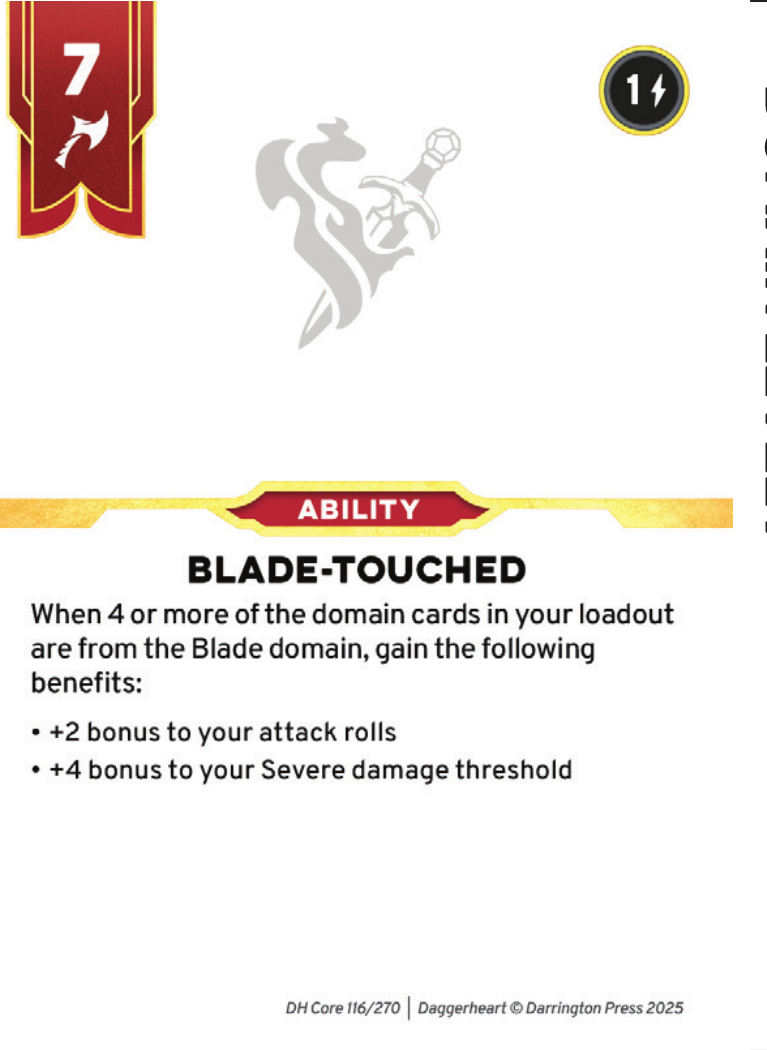 7
1
ABILITY
BLADE-TOUCHED
When 4 or more of the domain cards in your loadout
are from the Blade domain, gain the following
benefits:
• +2 bonus to your attack rolls
• +4 bonus to your Severe damage threshold
DH Core 116/270 | Daggerheart © Darrington Press 2025